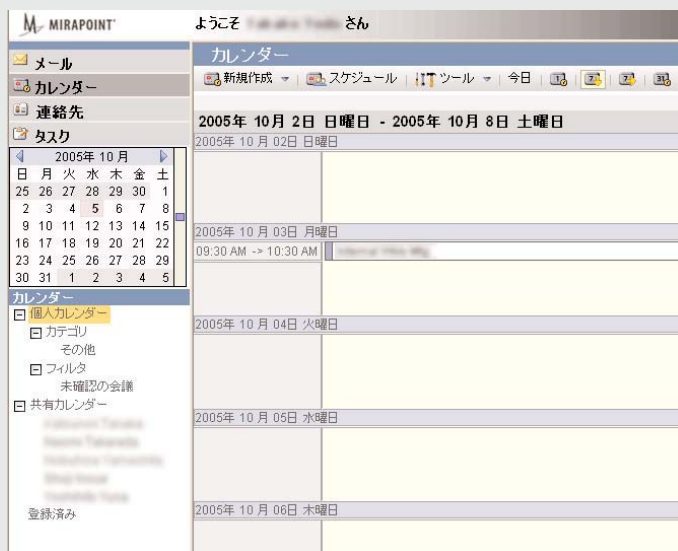 MIRAPOINT
ようこそ さん
メール
カレンダー
連絡先
タスク
2005年 10月
日 月 火 水 木 金 土
25 26 27 28 29 30 1
2 3 4 5 6 7 8
9 10 11 12 13 14 15
16 17 18 19 20 21 22
23 24 25 26 27 28 29
30 31 1 2 3 4 5
カレンダー
個人カレンダー
カテゴリ
その他
フィルタ
未確認の会議
共有カレンダー
登録済み
カレンダー
新規作成 スケジュール ツール 今日 1 7 7 31
2005年 10月 2日 日曜日 - 2005年 10月 8日 土曜日
2005年 10月 02日 日曜日
2005年 10月 03日 月曜日
09:30 AM -> 10:30 AM
2005年 10月 04日 火曜日
2005年 10月 05日 水曜日
2005年 10月 06日 木曜日